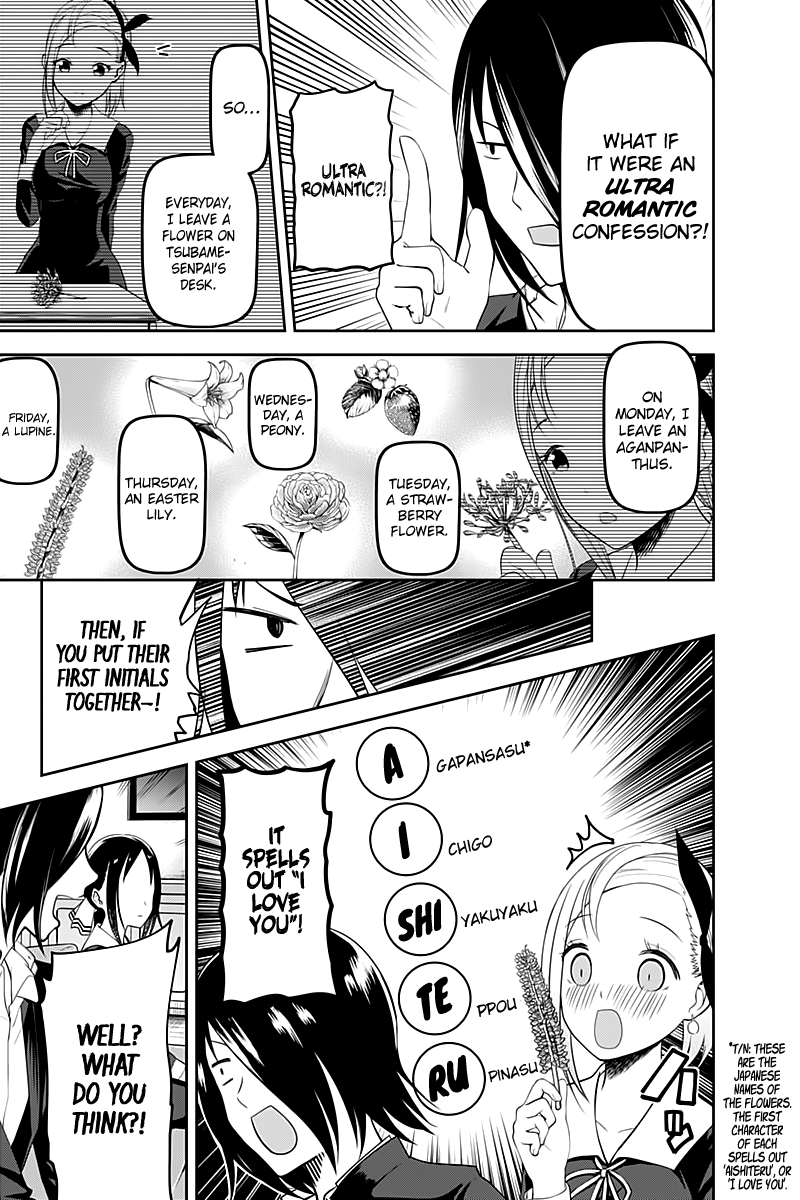 WHAT IF
IT WERE AN
ULTRA
ROMANTIC
CONFESSION?!
ULTRA
ROMANTIC?!
SO...
EVERYDAY,
I LEAVE A
FLOWER ON
TSUBAME-
SENPAI'S
DESK.
ON
MONDAY, I
LEAVE AN
AGANPAN-
THUS.
TUESDAY,
A STRAW-
BERRY
FLOWER.
WEDNES-
DAY, A
PEONY.
THURSDAY,
AN EASTER
LILY.
FRIDAY,
A LUPINE.
THEN, IF
YOU PUT THEIR
FIRST INITIALS
TOGETHER~!
A GAPANSASU*
I CHIGO
SHI YAKUYAKU
TE PPOU
RU PINASU
IT
SPELLS
OUT "I
LOVE
YOU"!
ハッ
WELL?
WHAT
DO YOU
THINK?!
*T/N: THESE
ARE THE
JAPANESE
NAMES OF
THE FLOWERS.
THE FIRST
CHARACTER
OF EACH
SPELLS OUT
'AISHITERU', OR
'I LOVE YOU'.